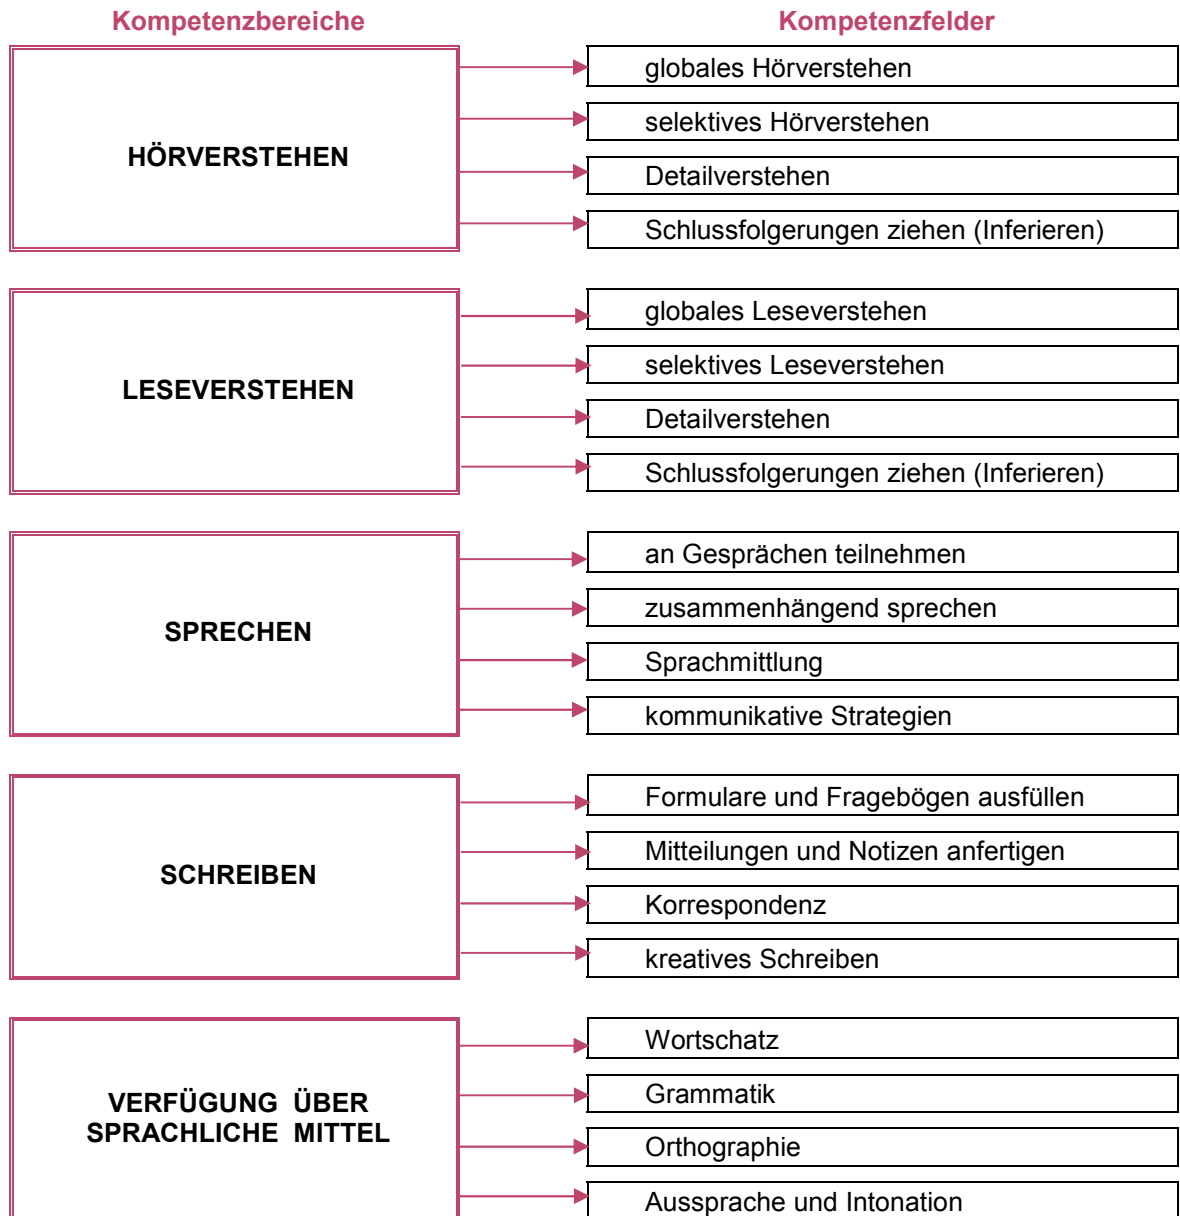 Kompetenzbereiche Kompetenzfelder
HÖRVERSTEHEN
globales Hörverstehen
selektives Hörverstehen
Detailverstehen
Schlussfolgerungen ziehen (Inferieren)
LESEVERSTEHEN
globales Leseverstehen
selektives Leseverstehen
Detailverstehen
Schlussfolgerungen ziehen (Inferieren)
SPRECHEN
an Gesprächen teilnehmen
zusammenhängend sprechen
Sprachmittlung
kommunikative Strategien
SCHREIBEN
Formulare und Fragebögen ausfüllen
Mitteilungen und Notizen anfertigen
Korrespondenz
kreatives Schreiben
VERFÜGUNG ÜBER
SPRACHLICHE MITTEL
Wortschatz
Grammatik
Orthographie
Aussprache und Intonation